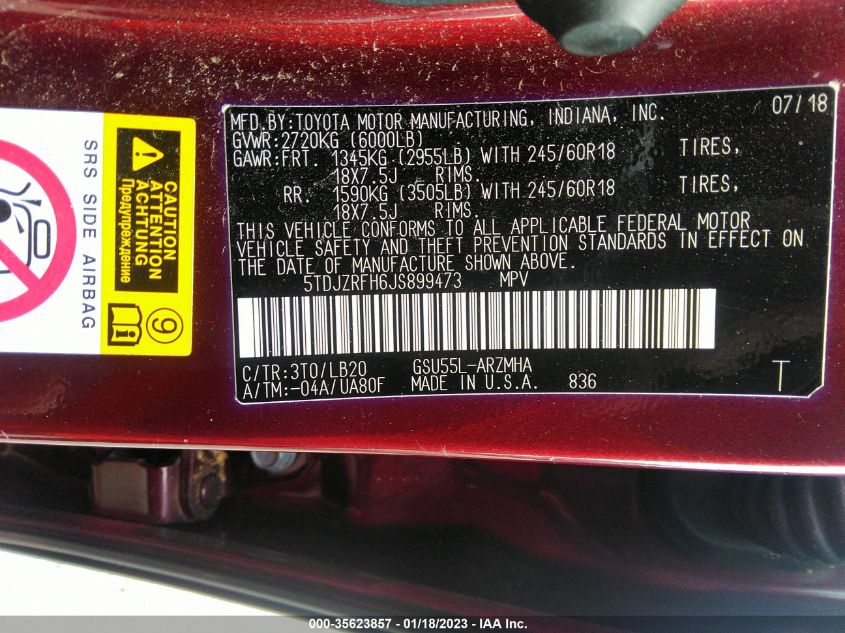 SRS SIDE AIRBAG
CAUTION
ATTENTION
ACHTUNG
Предупреждение
9
MFD.BY:TOYOTA MOTOR MANUFACTURING, INDIANA, INC. 07/18
GVWR:2720KG (6000LB)
GAWR:FRT. 1345KG (2955LB) WITH 245/60R18 TIRES,
18X7.5J RIMS.
RR. 1590KG (3505LB) WITH 245/60R18 TIRES,
18X7.5J RIMS.
THIS VEHICLE CONFORMS TO ALL APPLICABLE FEDERAL MOTOR
VEHICLE SAFETY AND THEFT PREVENTION STANDARDS IN EFFECT ON
THE DATE OF MANUFACTURE SHOWN ABOVE.
5TDJZRFH6JS899473 MPV
C/TR:3T0/LB20 GSU55L-ARZMHA
A/TM:-04A/UA80F MADE IN U.S.A. 836 T
000-35623857 - 01/18/2023 - IAA Inc.